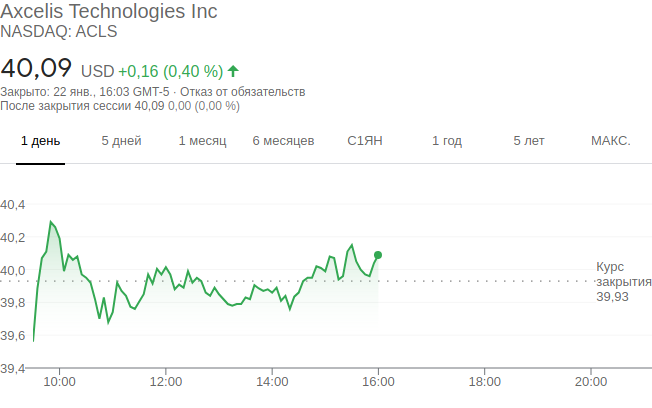 Axcelis Technologies Inc
NASDAQ: ACLS
40,09 USD +0,16 (0,40 %)
Закрыто: 22 янв., 16:03 GMT-5 · Отказ от обязательств
После закрытия сессии 40,09 0,00 (0,00 %)
1 день 5 дней 1 месяц 6 месяцев С1ЯН 1 год 5 лет МАКС.
40,4
40,2
40,0
39,8
39,6
39,4
Курс
закрытия
39,93
10:00 12:00 14:00 16:00 18:00 20:00